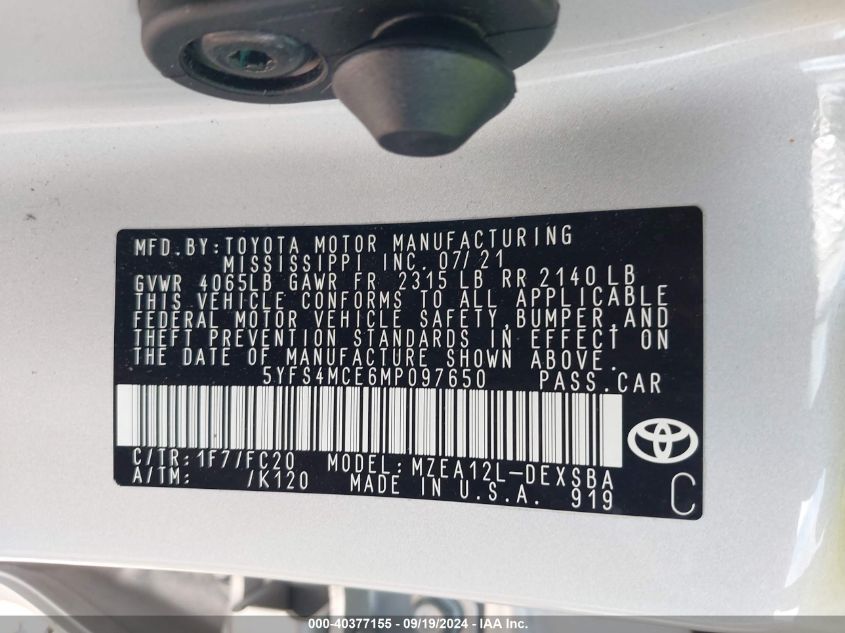 MFD.BY:TOYOTA MOTOR MANUFACTURING
MISSISSIPPI INC. 07/21
GVWR 4065LB GAWR FR 2315 LB RR 2140 LB
THIS VEHICLE CONFORMS TO ALL APPLICABLE
FEDERAL MOTOR VEHICLE SAFETY,BUMPER,AND
THEFT PREVENTION STANDARDS IN EFFECT ON
THE DATE OF MANUFACTURE SHOWN ABOVE.
5YFS4MCE6MP097650 PASS.CAR
C/TR:1F7/FC20 MODEL:MZEA12L-DEXSBA
A/TM: /K120 MADE IN U.S.A. 919
C
000-40377155 - 09/19/2024 - IAA Inc.